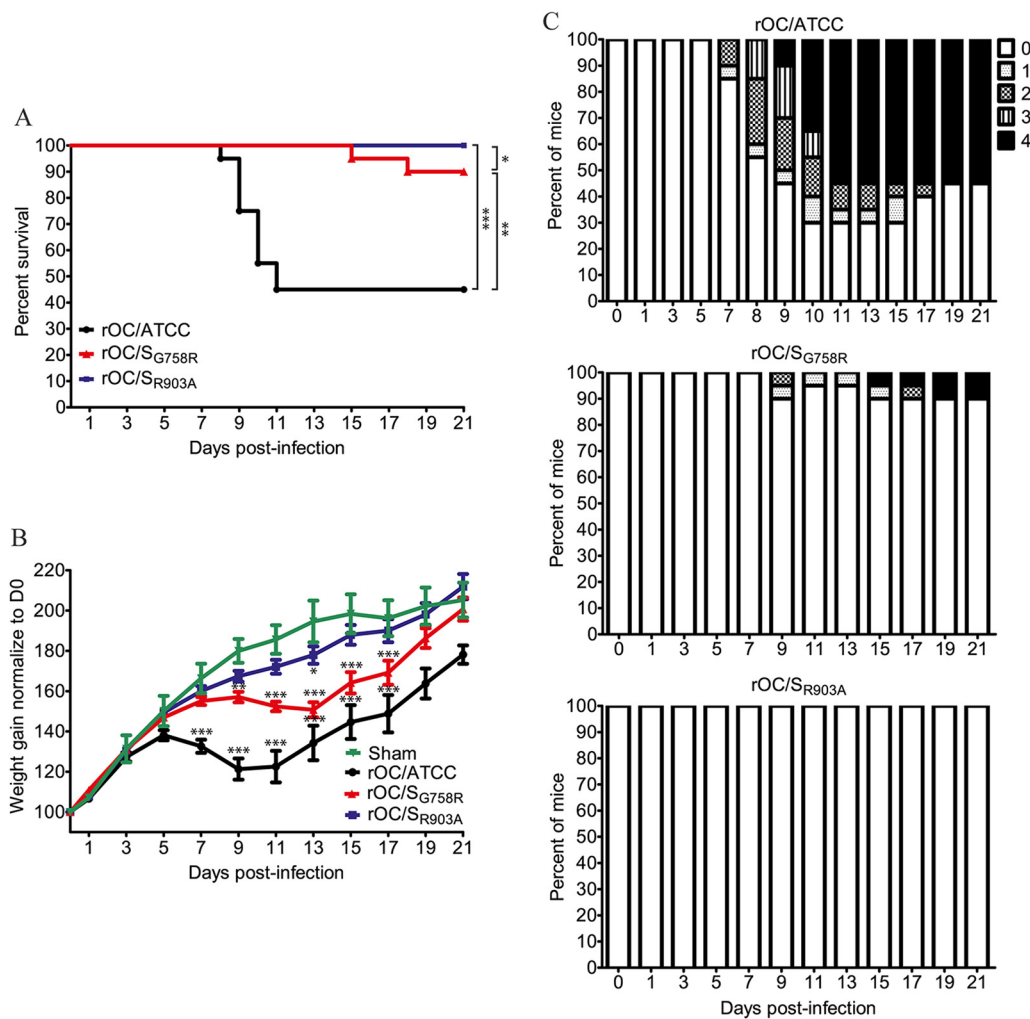 A
Percent survival
100
90
80
70
60
50
40
30
20
10
0
*
***
**
rOC/ATCC
rOC/SG758R
rOC/SR903A
1 3 5 7 9 11 13 15 17 19 21
Days post-infection
B
Weight gain normalize to D0
220
200
180
160
140
120
100
*** ** *** *** *** * *** *** *** *** *** ***
Sham
rOC/ATCC
rOC/SG758R
rOC/SR903A
1 3 5 7 9 11 13 15 17 19 21
Days post-infection
C
rOC/ATCC
Percent of mice
100
90
80
70
60
50
40
30
20
10
0
0 1 3 5 7 8 9 10 11 13 15 17 19 21
0
1
2
3
4
rOC/SG758R
Percent of mice
100
90
80
70
60
50
40
30
20
10
0
0 1 3 5 7 9 11 13 15 17 19 21
rOC/SR903A
Percent of mice
100
90
80
70
60
50
40
30
20
10
0
0 1 3 5 7 9 11 13 15 17 19 21
Days post-infection